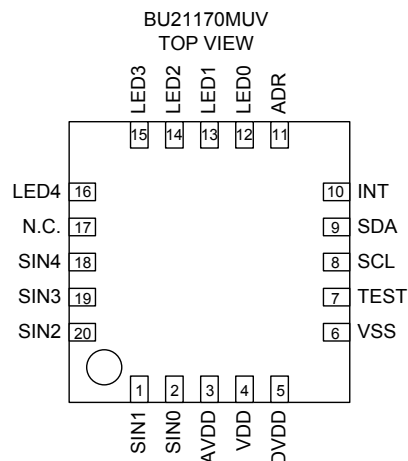 BU21170MUV
TOP VIEW
LED3 LED2 LED1 LED0 ADR
15 14 13 12 11
LED4 16 10 INT
N.C. 17 9 SDA
SIN4 18 8 SCL
SIN3 19 7 TEST
SIN2 20 6 VSS
1 2 3 4 5
SIN1 SIN0 AVDD VDD DVDD